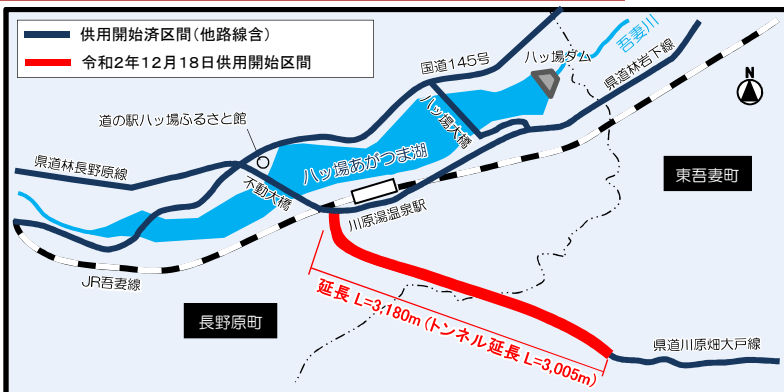 供用開始済区間(他路線含)
令和2年12月18日供用開始区間
国道145号
八ッ場ダム
吾妻川
県道林岩下線
N
道の駅八ッ場ふるさと館
八ッ場大橋
県道林長野原線
八ッ場あがつま湖
不動大橋
川原湯温泉駅
東吾妻町
JR吾妻線
長野原町
延長 L=3,180m (トンネル延長 L=3,005m)
県道川原畑大戸線